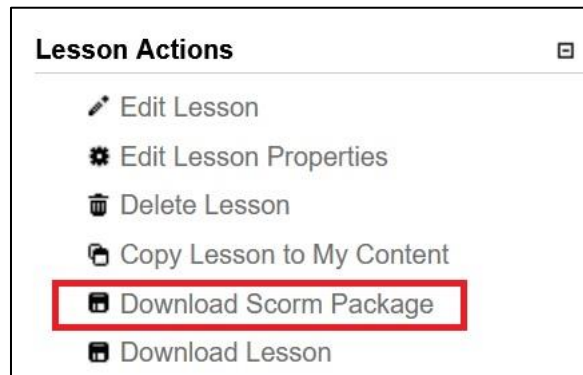 Lesson Actions
Edit Lesson
Edit Lesson Properties
Delete Lesson
Copy Lesson to My Content
Download Scorm Package
Download Lesson